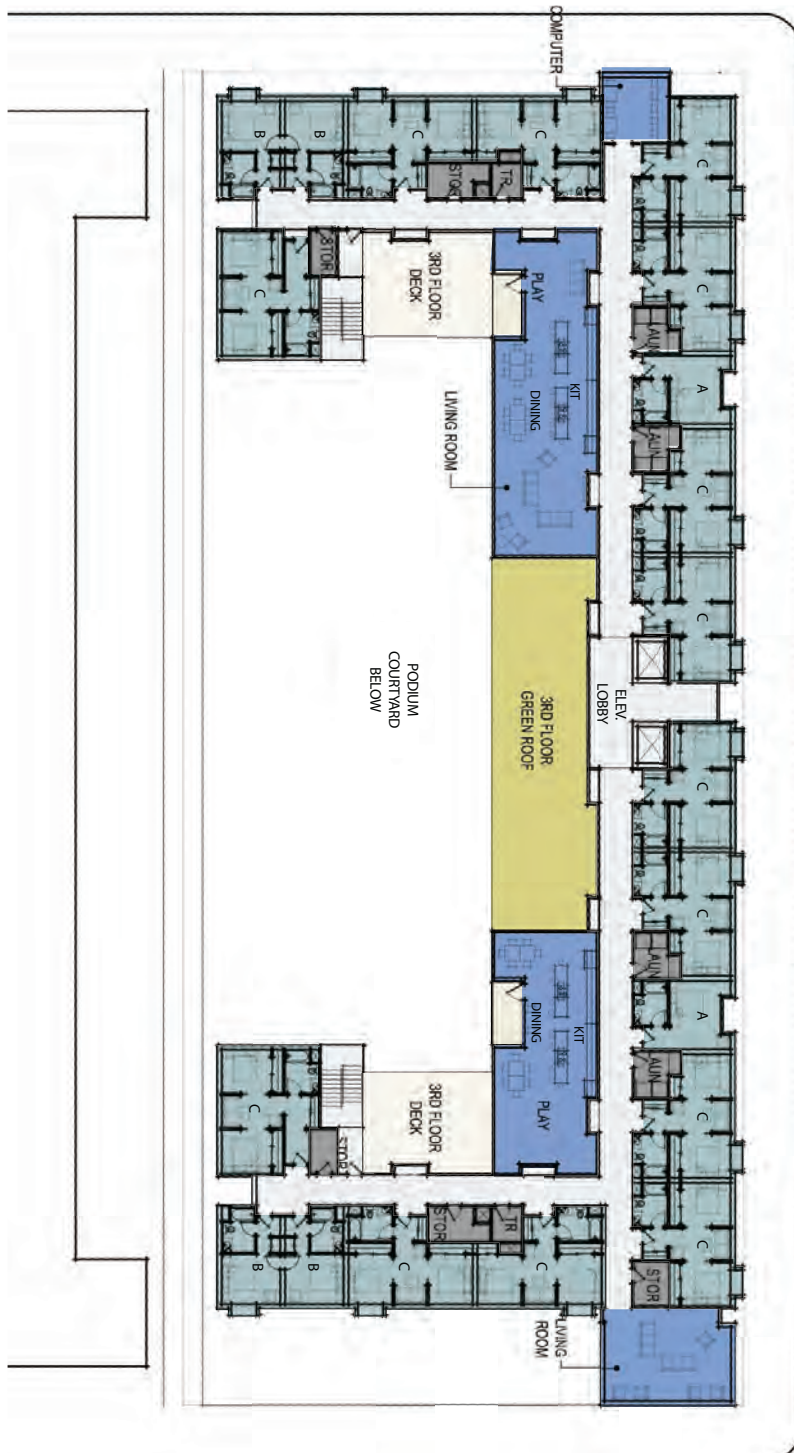 COMPUTER
B
B
C
C
STOR
TR
C
C
STOR
3RD FLOOR
DECK
PLAY
C
LAUN
KIT
DINING
A
LIVING ROOM
LAUN
C
C
PODIUM
COURTYARD
BELOW
3RD FLOOR
GREEN ROOF
ELEV.
LOBBY
C
C
LAUN
A
KIT
DINING
LAUN
C
PLAY
3RD FLOOR
DECK
C
STOR
C
STOR
B
B
C
STOR
TR
C
LIVING
ROOM